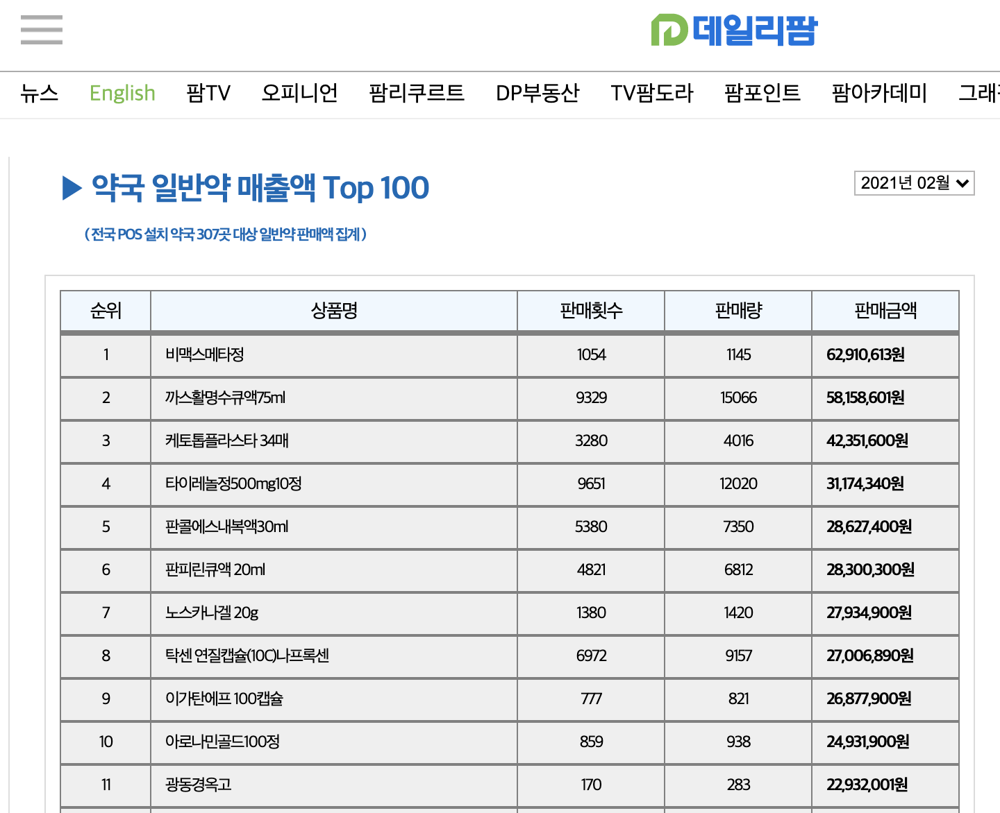 데일리팜
뉴스 English 팜TV 오피니언 팜리쿠르트 DP부동산 TV팜도라 팜포인트 팜아카데미 그래
▶ 약국 일반약 매출액 Top 100
2021년 02월
( 전국 POS 설치 약국 307곳 대상 일반약 판매액 집계 )
순위 상품명 판매횟수 판매량 판매금액
1 비맥스메타정 1054 1145 62,910,613원
2 까스활명수큐액75ml 9329 15066 58,158,601원
3 케토톱플라스타 34매 3280 4016 42,351,600원
4 타이레놀정500mg10정 9651 12020 31,174,340원
5 판콜에스내복액30ml 5380 7350 28,627,400원
6 판피린큐액 20ml 4821 6812 28,300,300원
7 노스카나겔 20g 1380 1420 27,934,900원
8 탁센 연질캡슐(10C)나프록센 6972 9157 27,006,890원
9 이가탄에프 100캡슐 777 821 26,877,900원
10 아로나민골드100정 859 938 24,931,900원
11 광동경옥고 170 283 22,932,001원